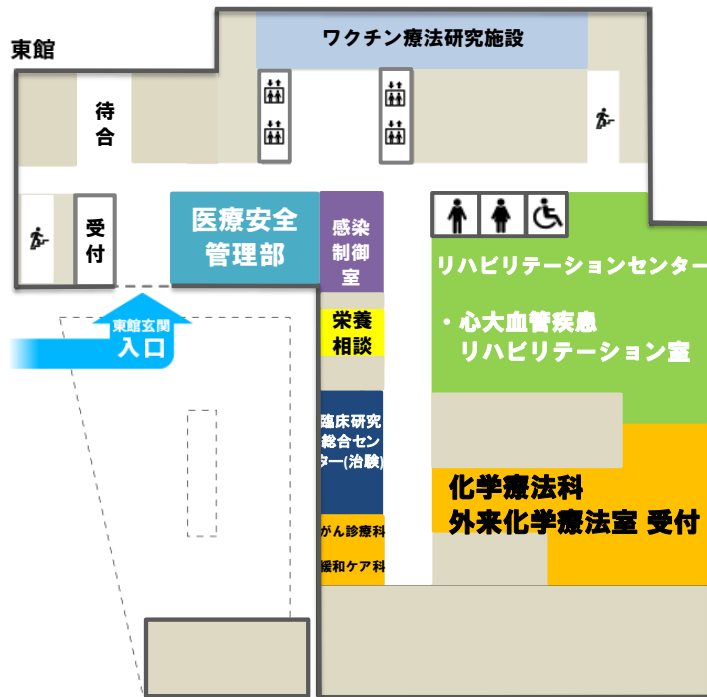 東館
ワクチン療法研究施設
待
合
受
付
医療安全
管理部
感染
制御
室
リハビリテーションセンター
・心大血管疾患
リハビリテーション室
東館玄関
入口
栄養
相談
臨床研究
総合セン
ター(治験)
がん診療科
緩和ケア科
化学療法科
外来化学療法室 受付